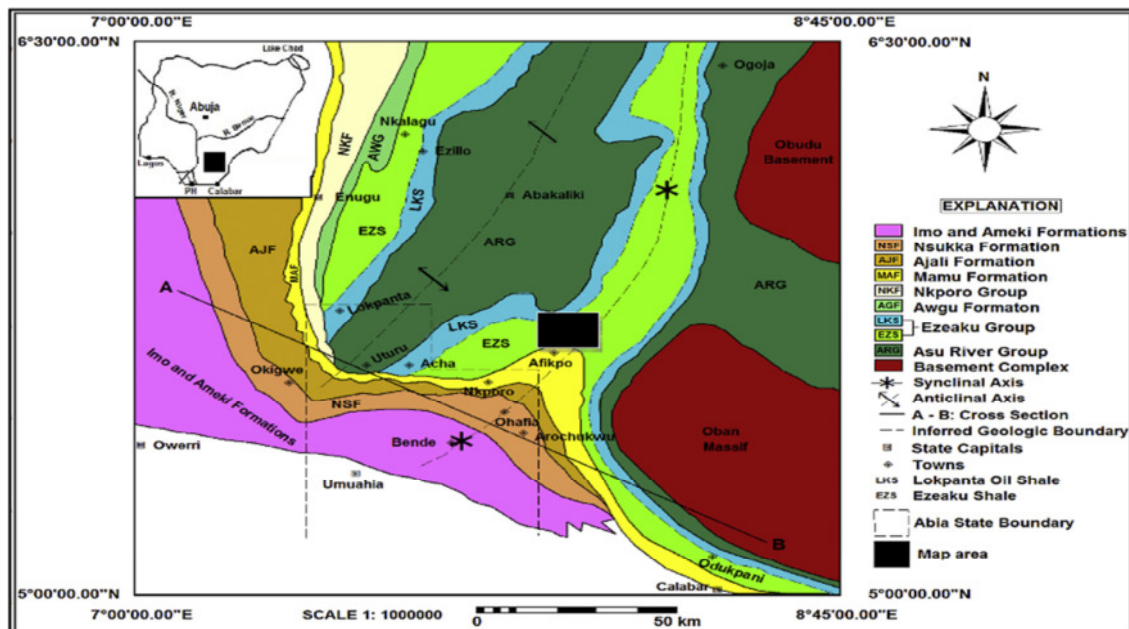 7°00'00.00"E
8°45'00.00"E
6°30'00.00"N
6°30'00.00"N
Lake Chad
Abuja
R. Niger
R. Benue
Lagos
PH
Calabar
N
Ogoja
Obudu
Basement
Nkalagu
NKF
AWG
Ezillo
Enugu
LKS
Abakaliki
EZS
AJF
ARG
MAF
ARG
A
Lokpanta
LKS
EZS
Afikpo
Uturu
Acha
Okigwe
Nkporo
NSF
Imo and Ameki Formations
Ohafia
Arochukwu
Oban
Massif
Bende
Owerri
Umuahia
B
Odukpani
Calabar
EXPLANATION
Imo and Ameki Formations
NSF Nsukka Formation
AJF Ajali Formation
MAF Mamu Formation
NKF Nkporo Group
AGF Awgu Formaton
LKS
EZS
Ezeaku Group
ARG Asu River Group
Basement Complex
Synclinal Axis
Anticlinal Axis
A - B: Cross Section
Inferred Geologic Boundary
State Capitals
Towns
LKS Lokpanta Oil Shale
EZS Ezeaku Shale
Abia State Boundary
Map area
5°00'00.00"N
5°00'00.00"N
7°00'00.00"E
SCALE 1: 1000000
0
50 km
8°45'00.00"E